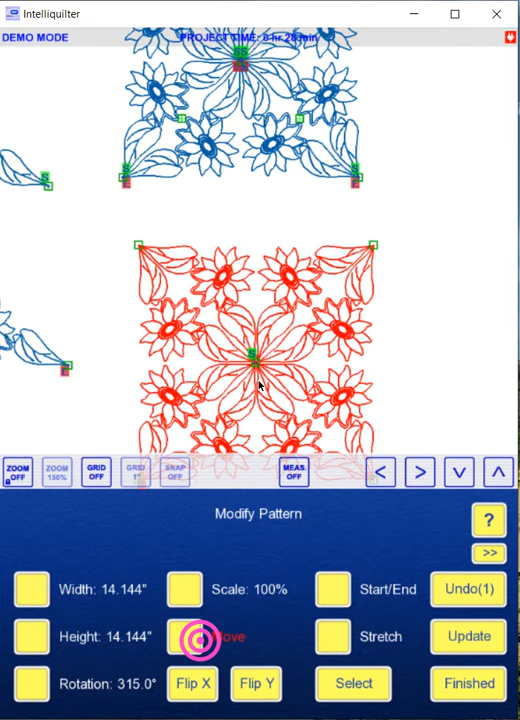 Intelliquilter
DEMO MODE
PROJECT TIME: 0 hr 28 min
S
S
S
S
E
E
S
S
E
ZOOM OFF
ZOOM 150%
GRID OFF
GRID 1"
SNAP OFF
MEAS. OFF
<
>
Modify Pattern
?
>>
Width: 14.144"
Scale: 100%
Start/End
Undo(1)
Height: 14.144"
Move
Stretch
Update
Rotation: 315.0°
Flip X
Flip Y
Select
Finished